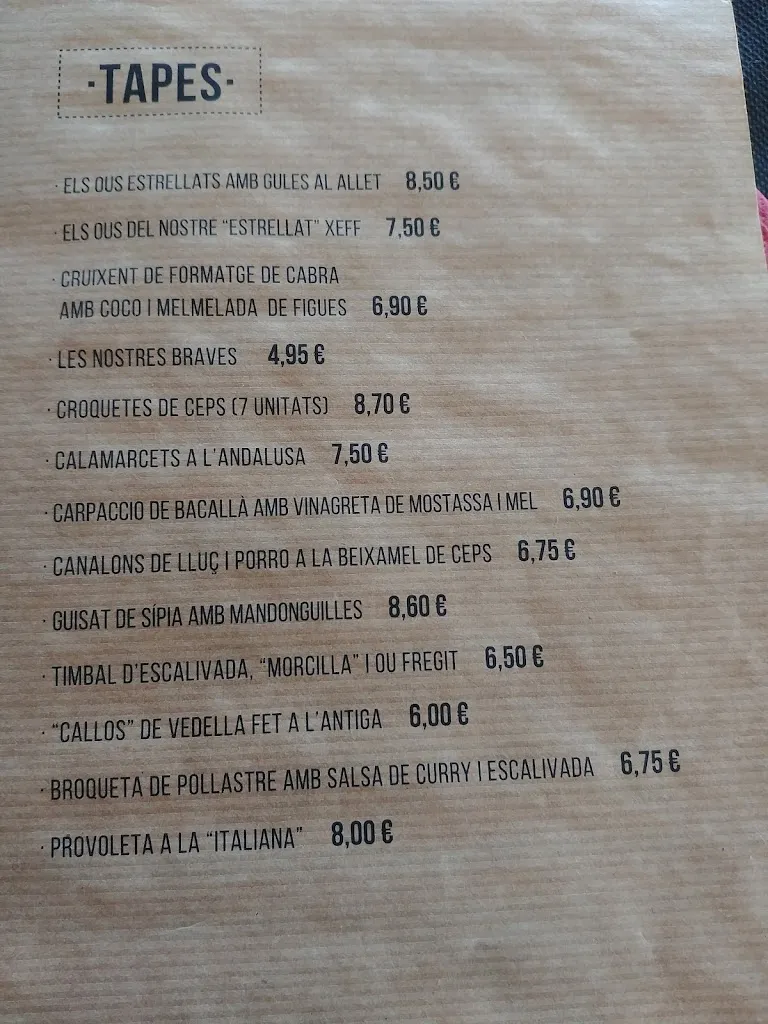 ·TAPES·
· ELS OUS ESTRELLATS AMB GULES AL ALLET 8,50 €
· ELS OUS DEL NOSTRE "ESTRELLAT" XEFF 7,50 €
· CRUIXENT DE FORMATGE DE CABRA
AMB COCO I MELMELADA DE FIGUES 6,90 €
· LES NOSTRES BRAVES 4,95 €
· CROQUETES DE CEPS (7 UNITATS) 8,70 €
· CALAMARCETS A L'ANDALUSA 7,50 €
· CARPACCIO DE BACALLÀ AMB VINAGRETA DE MOSTASSA I MEL 6,90 €
· CANALONS DE LLUÇ I PORRO A LA BEIXAMEL DE CEPS 6,75 €
· GUISAT DE SÍPIA AMB MANDONGUILLES 8,60 €
· TIMBAL D'ESCALIVADA, "MORCILLA" I OU FREGIT 6,50 €
· "CALLOS" DE VEDELLA FET A L'ANTIGA 6,00 €
· BROQUETA DE POLLASTRE AMB SALSA DE CURRY I ESCALIVADA 6,75 €
· PROVOLETA A LA "ITALIANA" 8,00 €